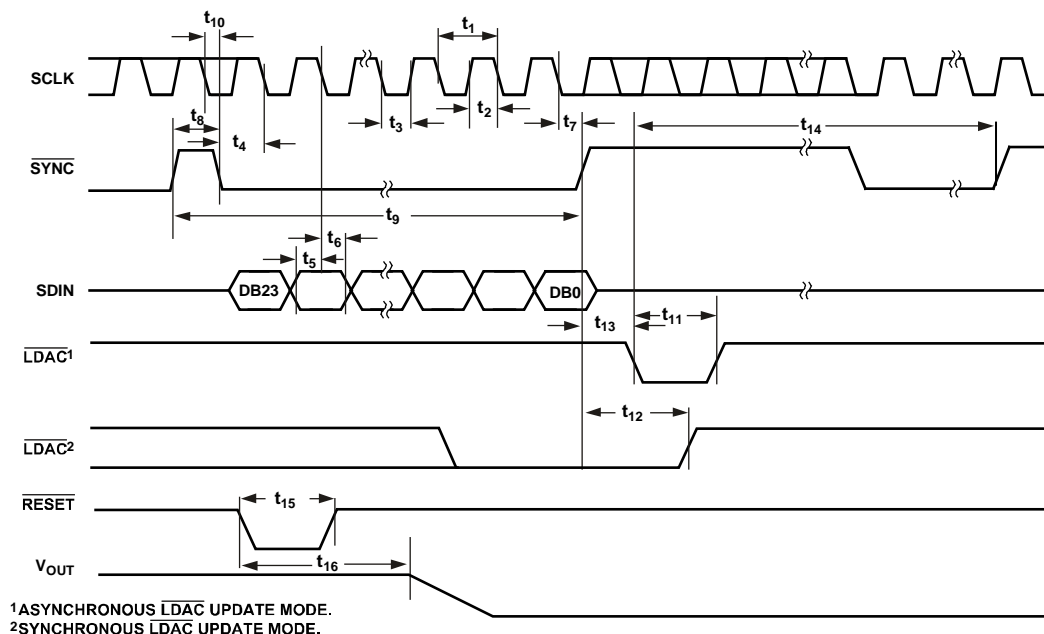 t10
t1
SCLK
t8
t4
t3
t2
t7
t14
SYNC
t9
t6
t5
SDIN
DB23
DB0
t13
t11
LDAC1
t12
LDAC2
RESET
t15
VOUT
t16
1ASYNCHRONOUS LDAC UPDATE MODE.
2SYNCHRONOUS LDAC UPDATE MODE.